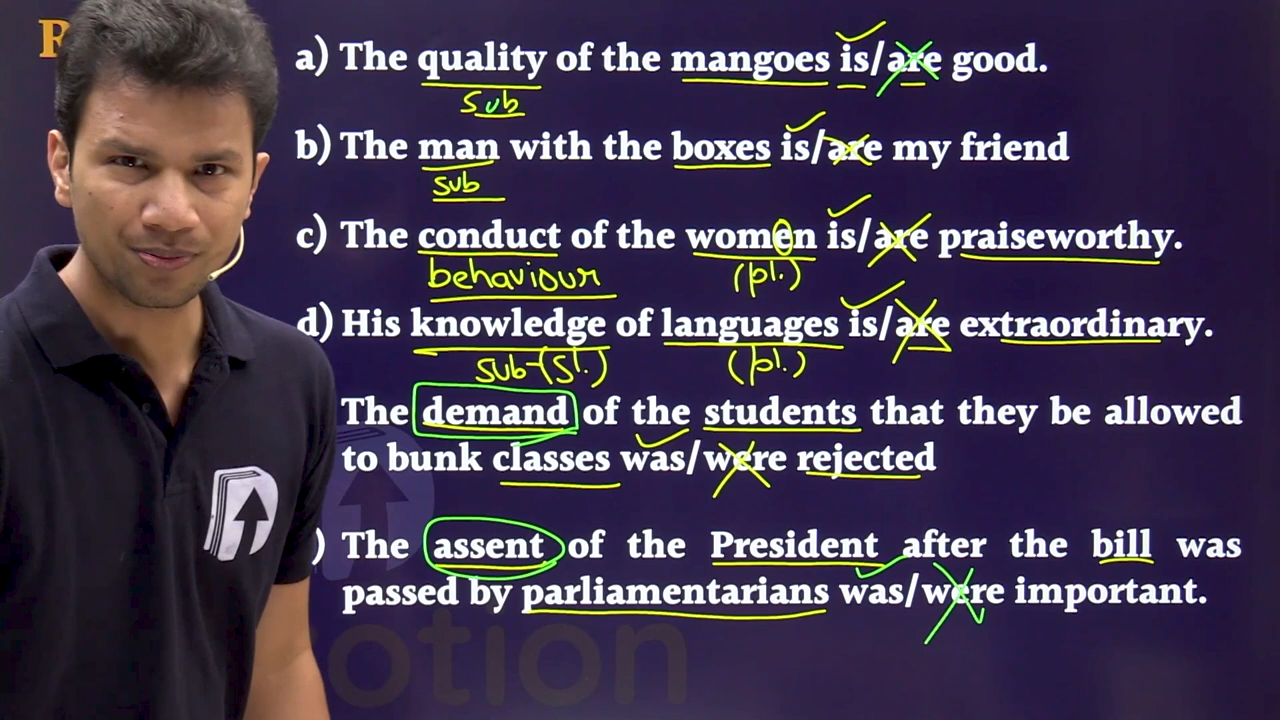 R
a) The quality of the mangoes is/are good.
sub
b) The man with the boxes is/are my friend
sub
c) The conduct of the women is/are praiseworthy.
behaviour (pl.)
d) His knowledge of languages is/are extraordinary.
sub-(sl.) (pl.)
The demand of the students that they be allowed
to bunk classes was/were rejected
) The assent of the President after the bill was
passed by parliamentarians was/were important.
otion